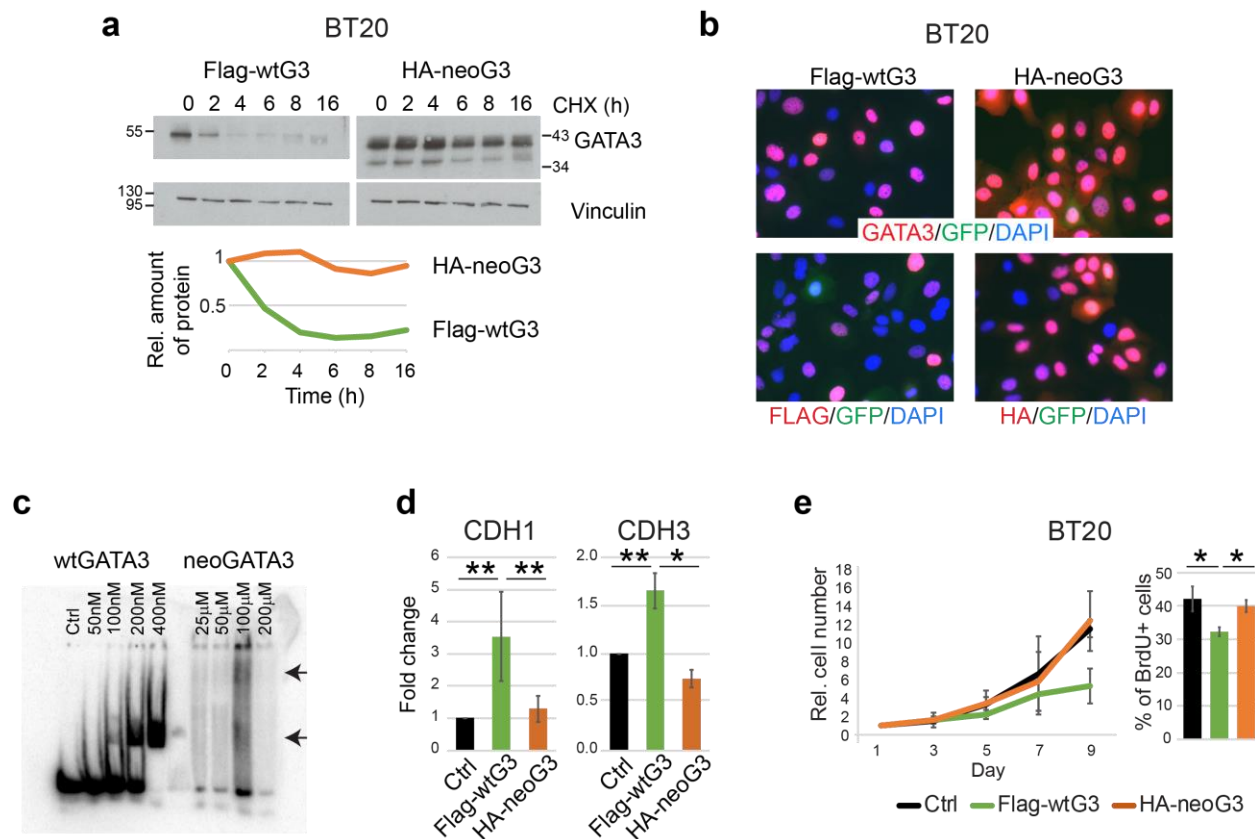 a
BT20
Flag-wtG3 HA-neoG3
0 2 4 6 8 16 0 2 4 6 8 16 CHX (h)
55 43 GATA3
34
130
95 Vinculin
Rel. amount of protein
1
0.5
HA-neoG3
Flag-wtG3
0 2 4 6 8 16
Time (h)
b
BT20
Flag-wtG3 HA-neoG3
GATA3/GFP/DAPI
FLAG/GFP/DAPI HA/GFP/DAPI
c
wtGATA3 neoGATA3
Ctrl 50nM 100nM 200nM 400nM 25µM 50µM 100µM 200µM
d
CDH1 CDH3
Fold change
6
5
4
3
2
1
0
** **
2.0
1.5
1.0
0.5
0.0
** *
Ctrl Flag-wtG3 HA-neoG3 Ctrl Flag-wtG3 HA-neoG3
e
BT20
Rel. cell number
18
16
14
12
10
8
6
4
2
0
1 3 5 7 9
Day
% of BrdU+ cells
50
40
30
20
10
0
* *
Ctrl Flag-wtG3 HA-neoG3